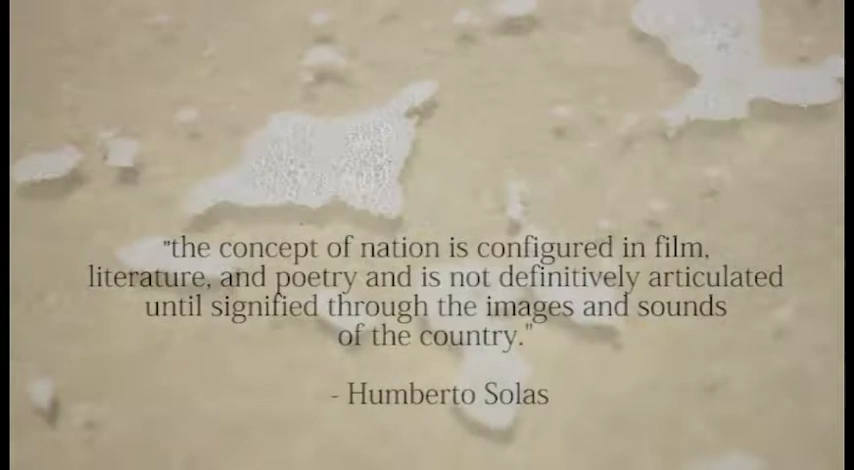 "the concept of nation is configured in film,
literature, and poetry and is not definitively articulated
until signified through the images and sounds
of the country."
- Humberto Solas